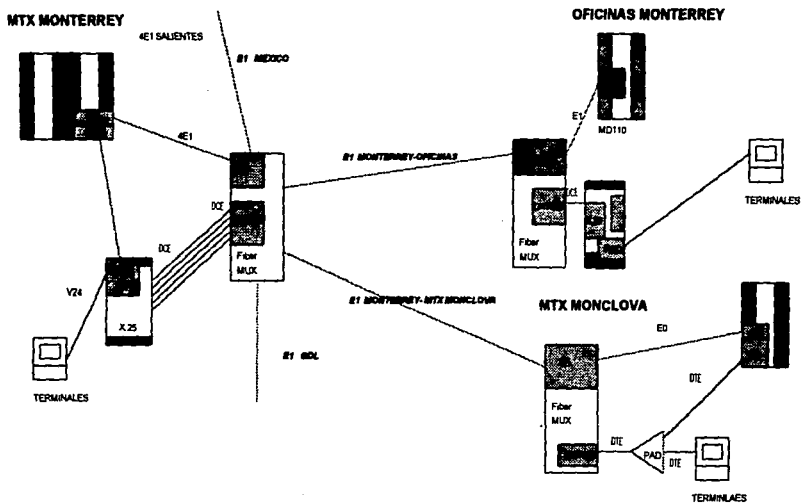 MTX MONTERREY
4E1 SALIENTES
E1 MEXICO
OFICINAS MONTERREY
4E1
E1
MD110
E1 MONTERREY-OFICINAS
DCE
DCE
TERMINALES
Fiber
MUX
Fiber
MUX
V24
X.25
E1 MONTERREY- MTX MONCLOVA
MTX MONCLOVA
E0
E1 GDL
TERMINALES
DTE
Fiber
MUX
DTE
PAD
DTE
TERMINLAES